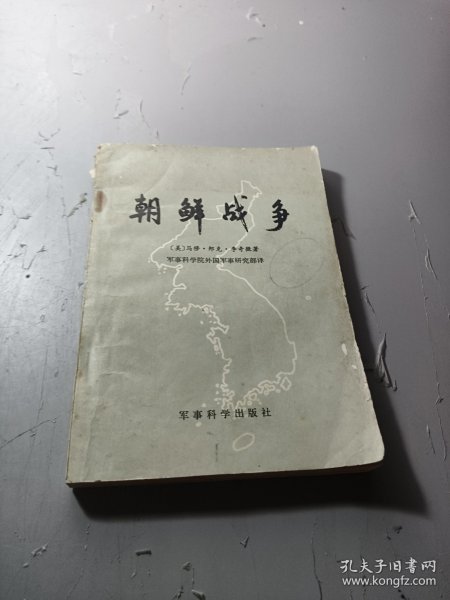 朝鲜战争
〔美〕马修·邦克·李奇微著
军事科学院外国军事研究部译
军事科学出版社
孔夫子旧书网
www.kongfz.com